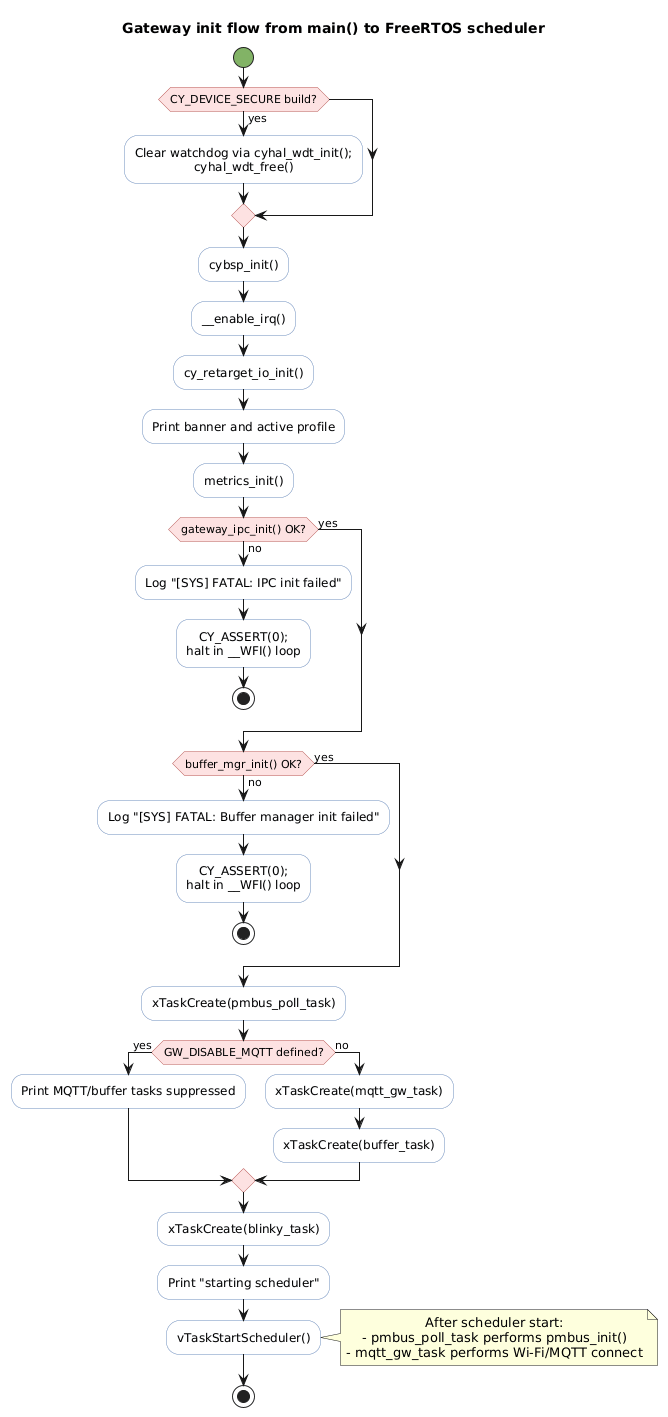 Gateway init flow from main() to FreeRTOS scheduler
CY_DEVICE_SECURE build?
yes
Clear watchdog via cyhal_wdt_init();
cyhal_wdt_free()
cybsp_init()
__enable_irq()
cy_retarget_io_init()
Print banner and active profile
metrics_init()
gateway_ipc_init() OK?
yes
no
Log "[SYS] FATAL: IPC init failed"
CY_ASSERT(0);
halt in __WFI() loop
buffer_mgr_init() OK?
yes
no
Log "[SYS] FATAL: Buffer manager init failed"
CY_ASSERT(0);
halt in __WFI() loop
xTaskCreate(pmbus_poll_task)
yes
GW_DISABLE_MQTT defined?
no
Print MQTT/buffer tasks suppressed
xTaskCreate(mqtt_gw_task)
xTaskCreate(buffer_task)
xTaskCreate(blinky_task)
Print "starting scheduler"
vTaskStartScheduler()
After scheduler start:
- pmbus_poll_task performs pmbus_init()
- mqtt_gw_task performs Wi-Fi/MQTT connect